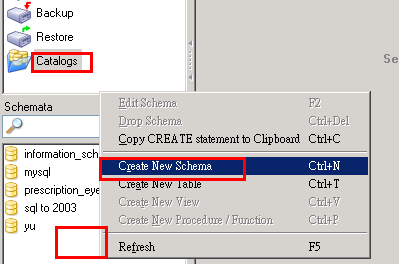 Backup
Restore
Catalogs
Se
Schemata
Edit Schema F2
Drop Schema Ctrl+Del
Copy CREATE statement to Clipboard Ctrl+C
information_sch
Create New Schema Ctrl+N
mysql
Create New Table Ctrl+T
prescription_eye
Create New View Ctrl+V
sql to 2003
Create New Procedure / Function Ctrl+P
yu
Refresh F5